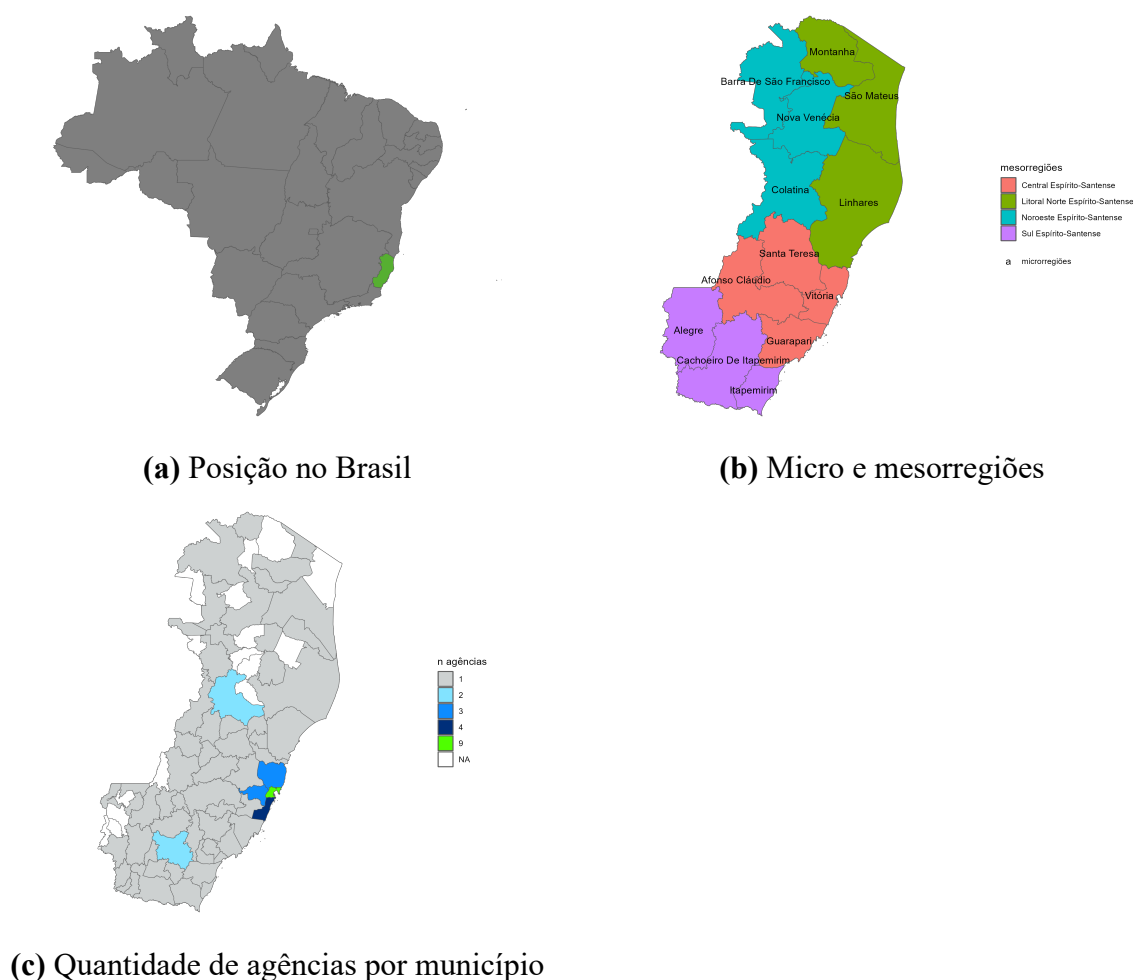 Montanha
Barra De São Francisco
São Mateus
Nova Venécia
Colatina
Linhares
Santa Teresa
Afonso Cláudio
Vitória
Alegre
Guarapari
Cachoeiro De Itapemirim
Itapemirim
mesorregiões
Central Espírito-Santense
Litoral Norte Espírito-Santense
Noroeste Espírito-Santense
Sul Espírito-Santense
a microrregiões
(a) Posição no Brasil
(b) Micro e mesorregiões
n agências
1
2
3
4
9
NA
(c) Quantidade de agências por município